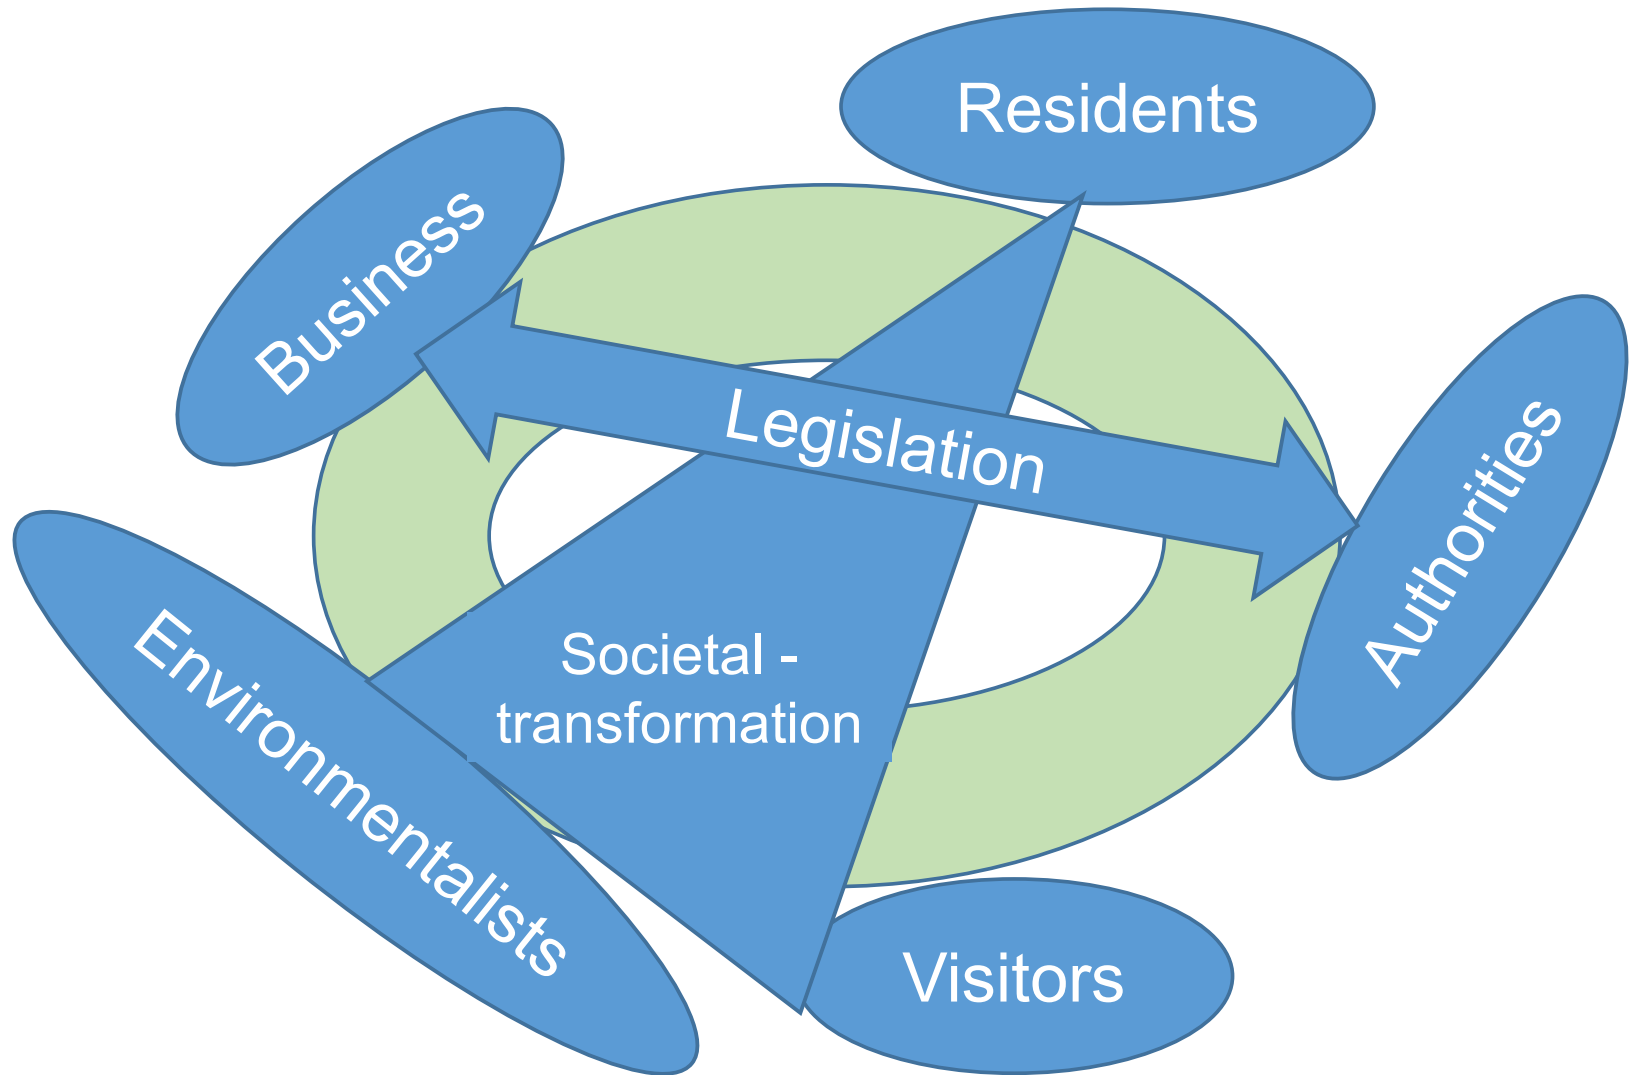 Residents
Business
Legislation
Authorities
Societal -
transformation
Environmentalists
Visitors